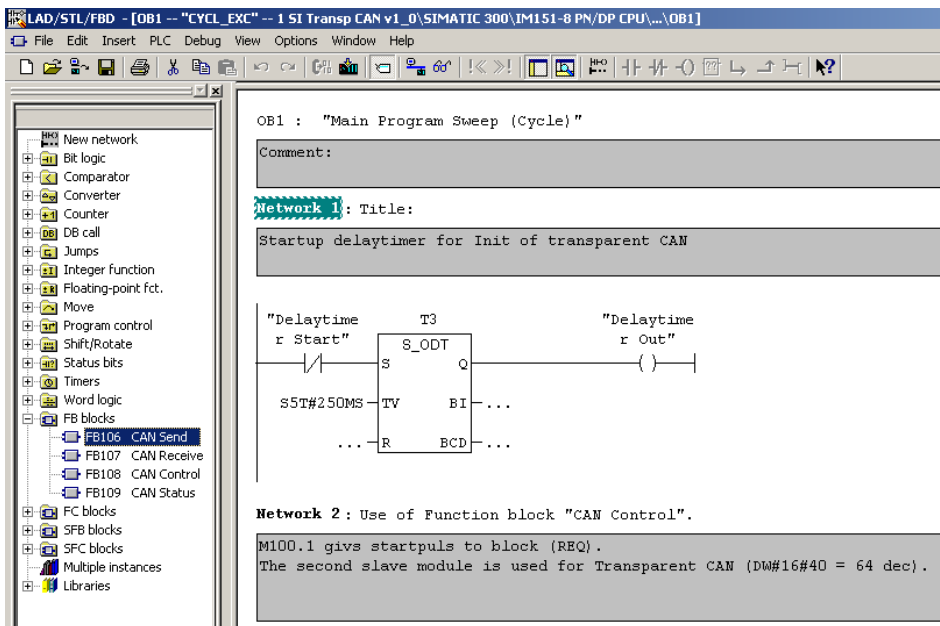 LAD/STL/FBD - [OB1 -- "CYCL_EXC" -- 1 SI Transp CAN v1_0\SIMATIC 300\IM151-8 PN/DP CPU\...\OB1]
File Edit Insert PLC Debug View Options Window Help
New network
Bit logic
Comparator
Converter
Counter
DB call
Jumps
Integer function
Floating-point fct.
Move
Program control
Shift/Rotate
Status bits
Timers
Word logic
FB blocks
FB106 CAN Send
FB107 CAN Receive
FB108 CAN Control
FB109 CAN Status
FC blocks
SFB blocks
SFC blocks
Multiple instances
Libraries
OB1 : "Main Program Sweep (Cycle)"
Comment:
Network 1: Title:
Startup delaytimer for Init of transparent CAN
"Delaytime T3 "Delaytime
r Start" S_ODT r Out"
S Q
S5T#250MS TV BI ...
... R BCD ...
Network 2: Use of Function block "CAN Control".
M100.1 givs startpuls to block (REQ).
The second slave module is used for Transparent CAN (DW#16#40 = 64 dec).